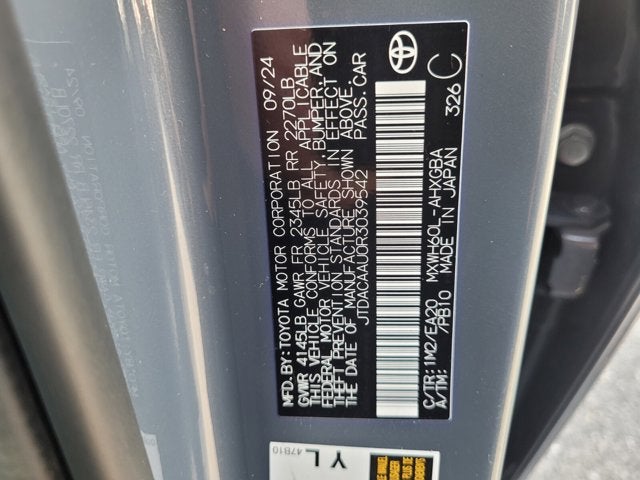 MFD. BY: TOYOTA MOTOR CORPORATION 09/24
GVWR 4145LB GAWR FR 2345LB RR 2270LB
THIS VEHICLE CONFORMS TO ALL APPLICABLE
FEDERAL MOTOR VEHICLE SAFETY, BUMPER, AND
THEFT PREVENTION STANDARDS IN EFFECT ON
THE DATE OF MANUFACTURE SHOWN ABOVE.
JTDACAAU0R3039542 PASS.CAR
C/TR: 1M2/EA20 MXWH60L-AHXGBA
A/TM: /PB10 MADE IN JAPAN 326 C
YL
47B10